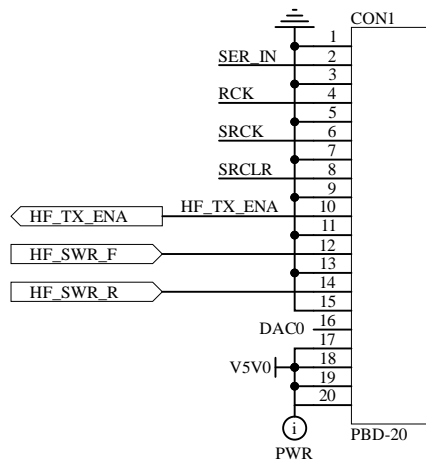 CON1
1
SER_IN 2
3
RCK 4
5
SRCK 6
7
SRCLR 8
9
HF_TX_ENA HF_TX_ENA 10
11
HF_SWR_F 12
13
HF_SWR_R 14
15
DAC0 16
17
V5V0 18
19
20
i
PWR PBD-20